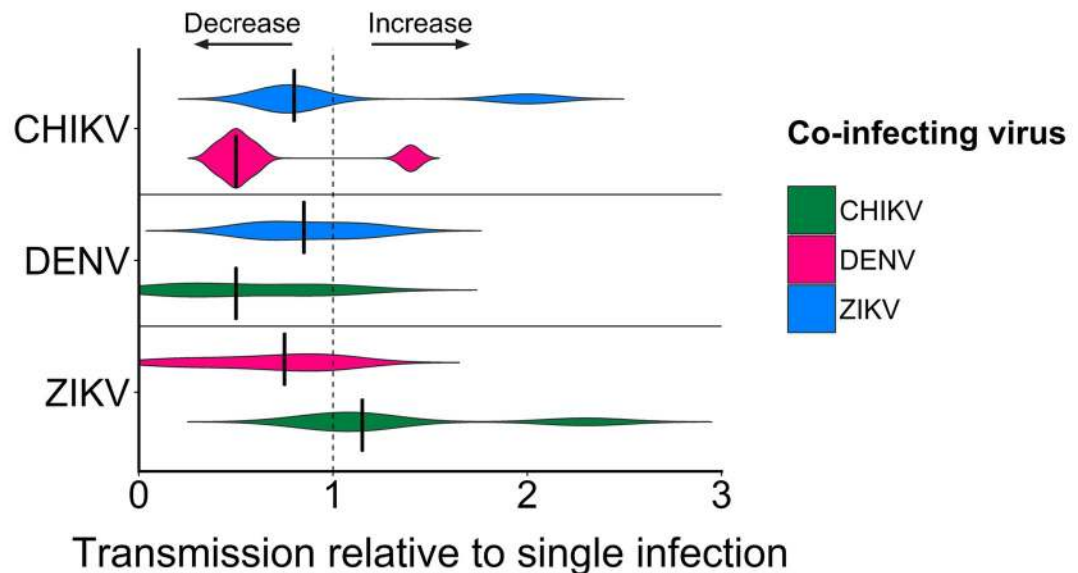 Decrease Increase
CHIKV
DENV
ZIKV
0 1 2 3
Transmission relative to single infection
Co-infecting virus
CHIKV
DENV
ZIKV